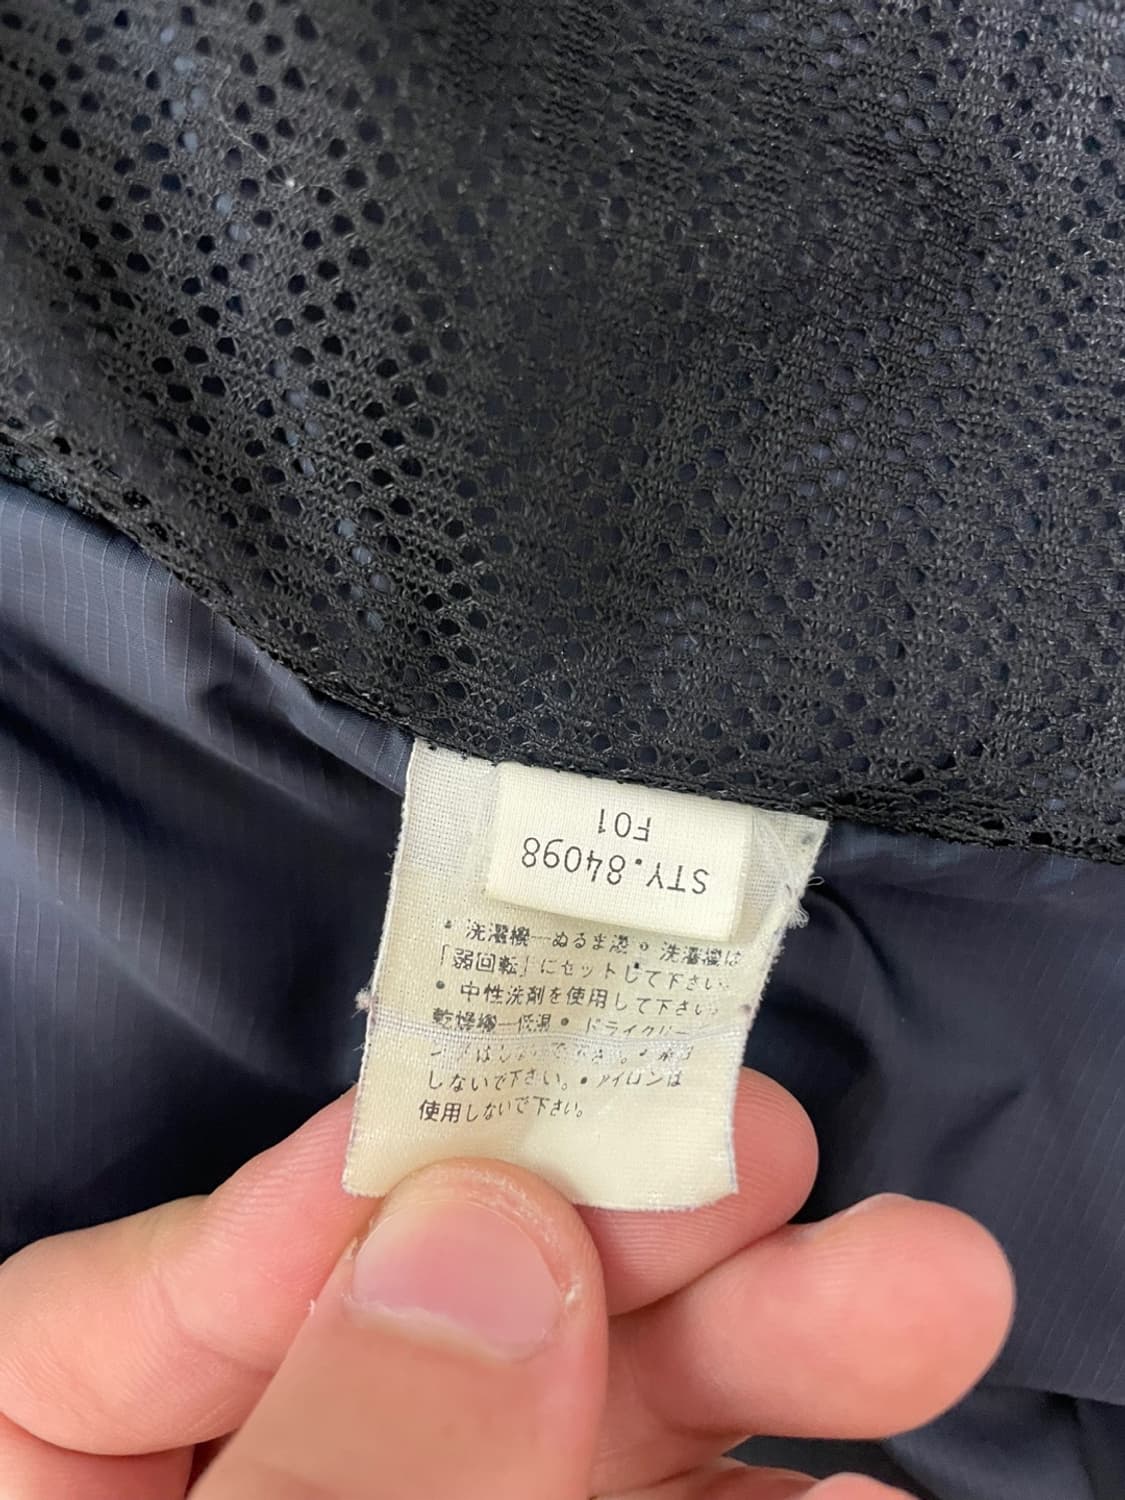 STY.84098
F01
• 洗濯機―ぬるま湯 • 洗濯機は
「弱回転」にセットして下さい。
• 中性洗剤を使用して下さい。
乾燥機―低温 • ドライクリー
しないで下さい。• アイロンは
使用しないで下さい。